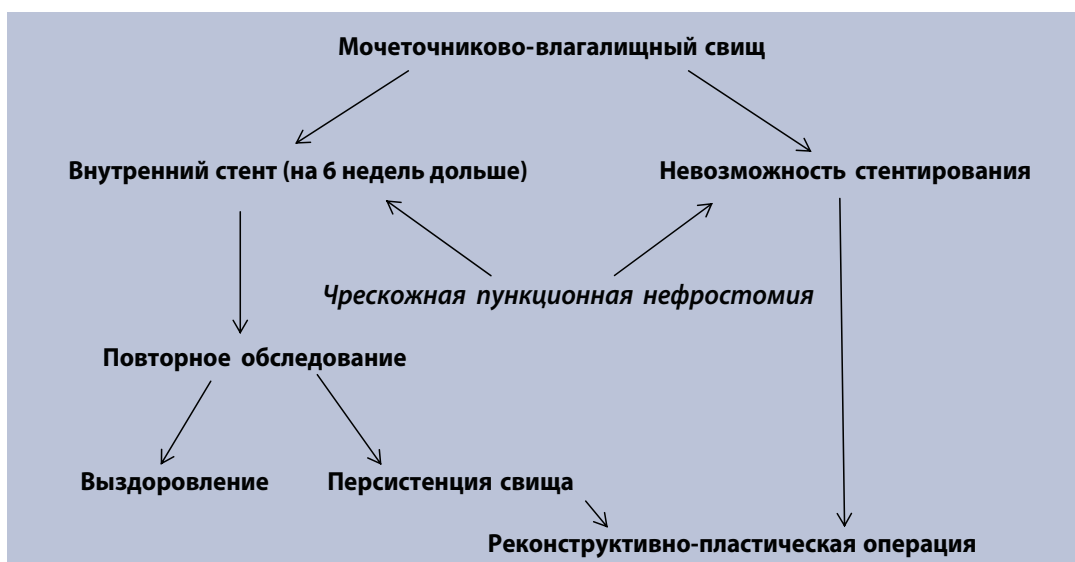 Мочеточниково-влагалищный свищ
Внутренний стент (на 6 недель дольше)
Невозможность стентирования
Чрескожная пункционная нефростомия
Повторное обследование
Выздоровление
Персистенция свища
Реконструктивно-пластическая операция